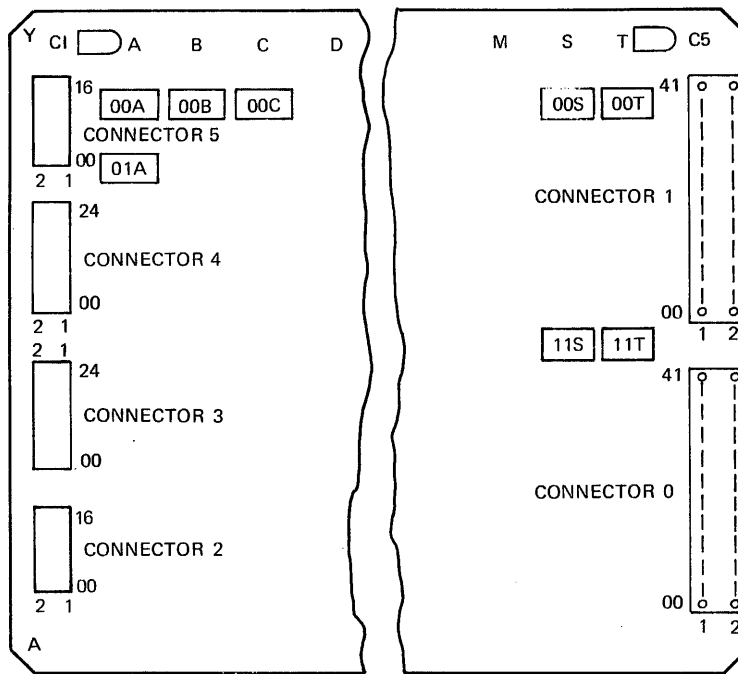 Y C1 A B C D M S T C5
16 41
00A 00B 00C 00S 00T
CONNECTOR 5
00 01A
2 1
CONNECTOR 1
24
CONNECTOR 4
00 00
2 1 1 2
2 1
11S 11T
24 41
CONNECTOR 3
00
CONNECTOR 0
16
CONNECTOR 2
00 00
2 1 1 2
A